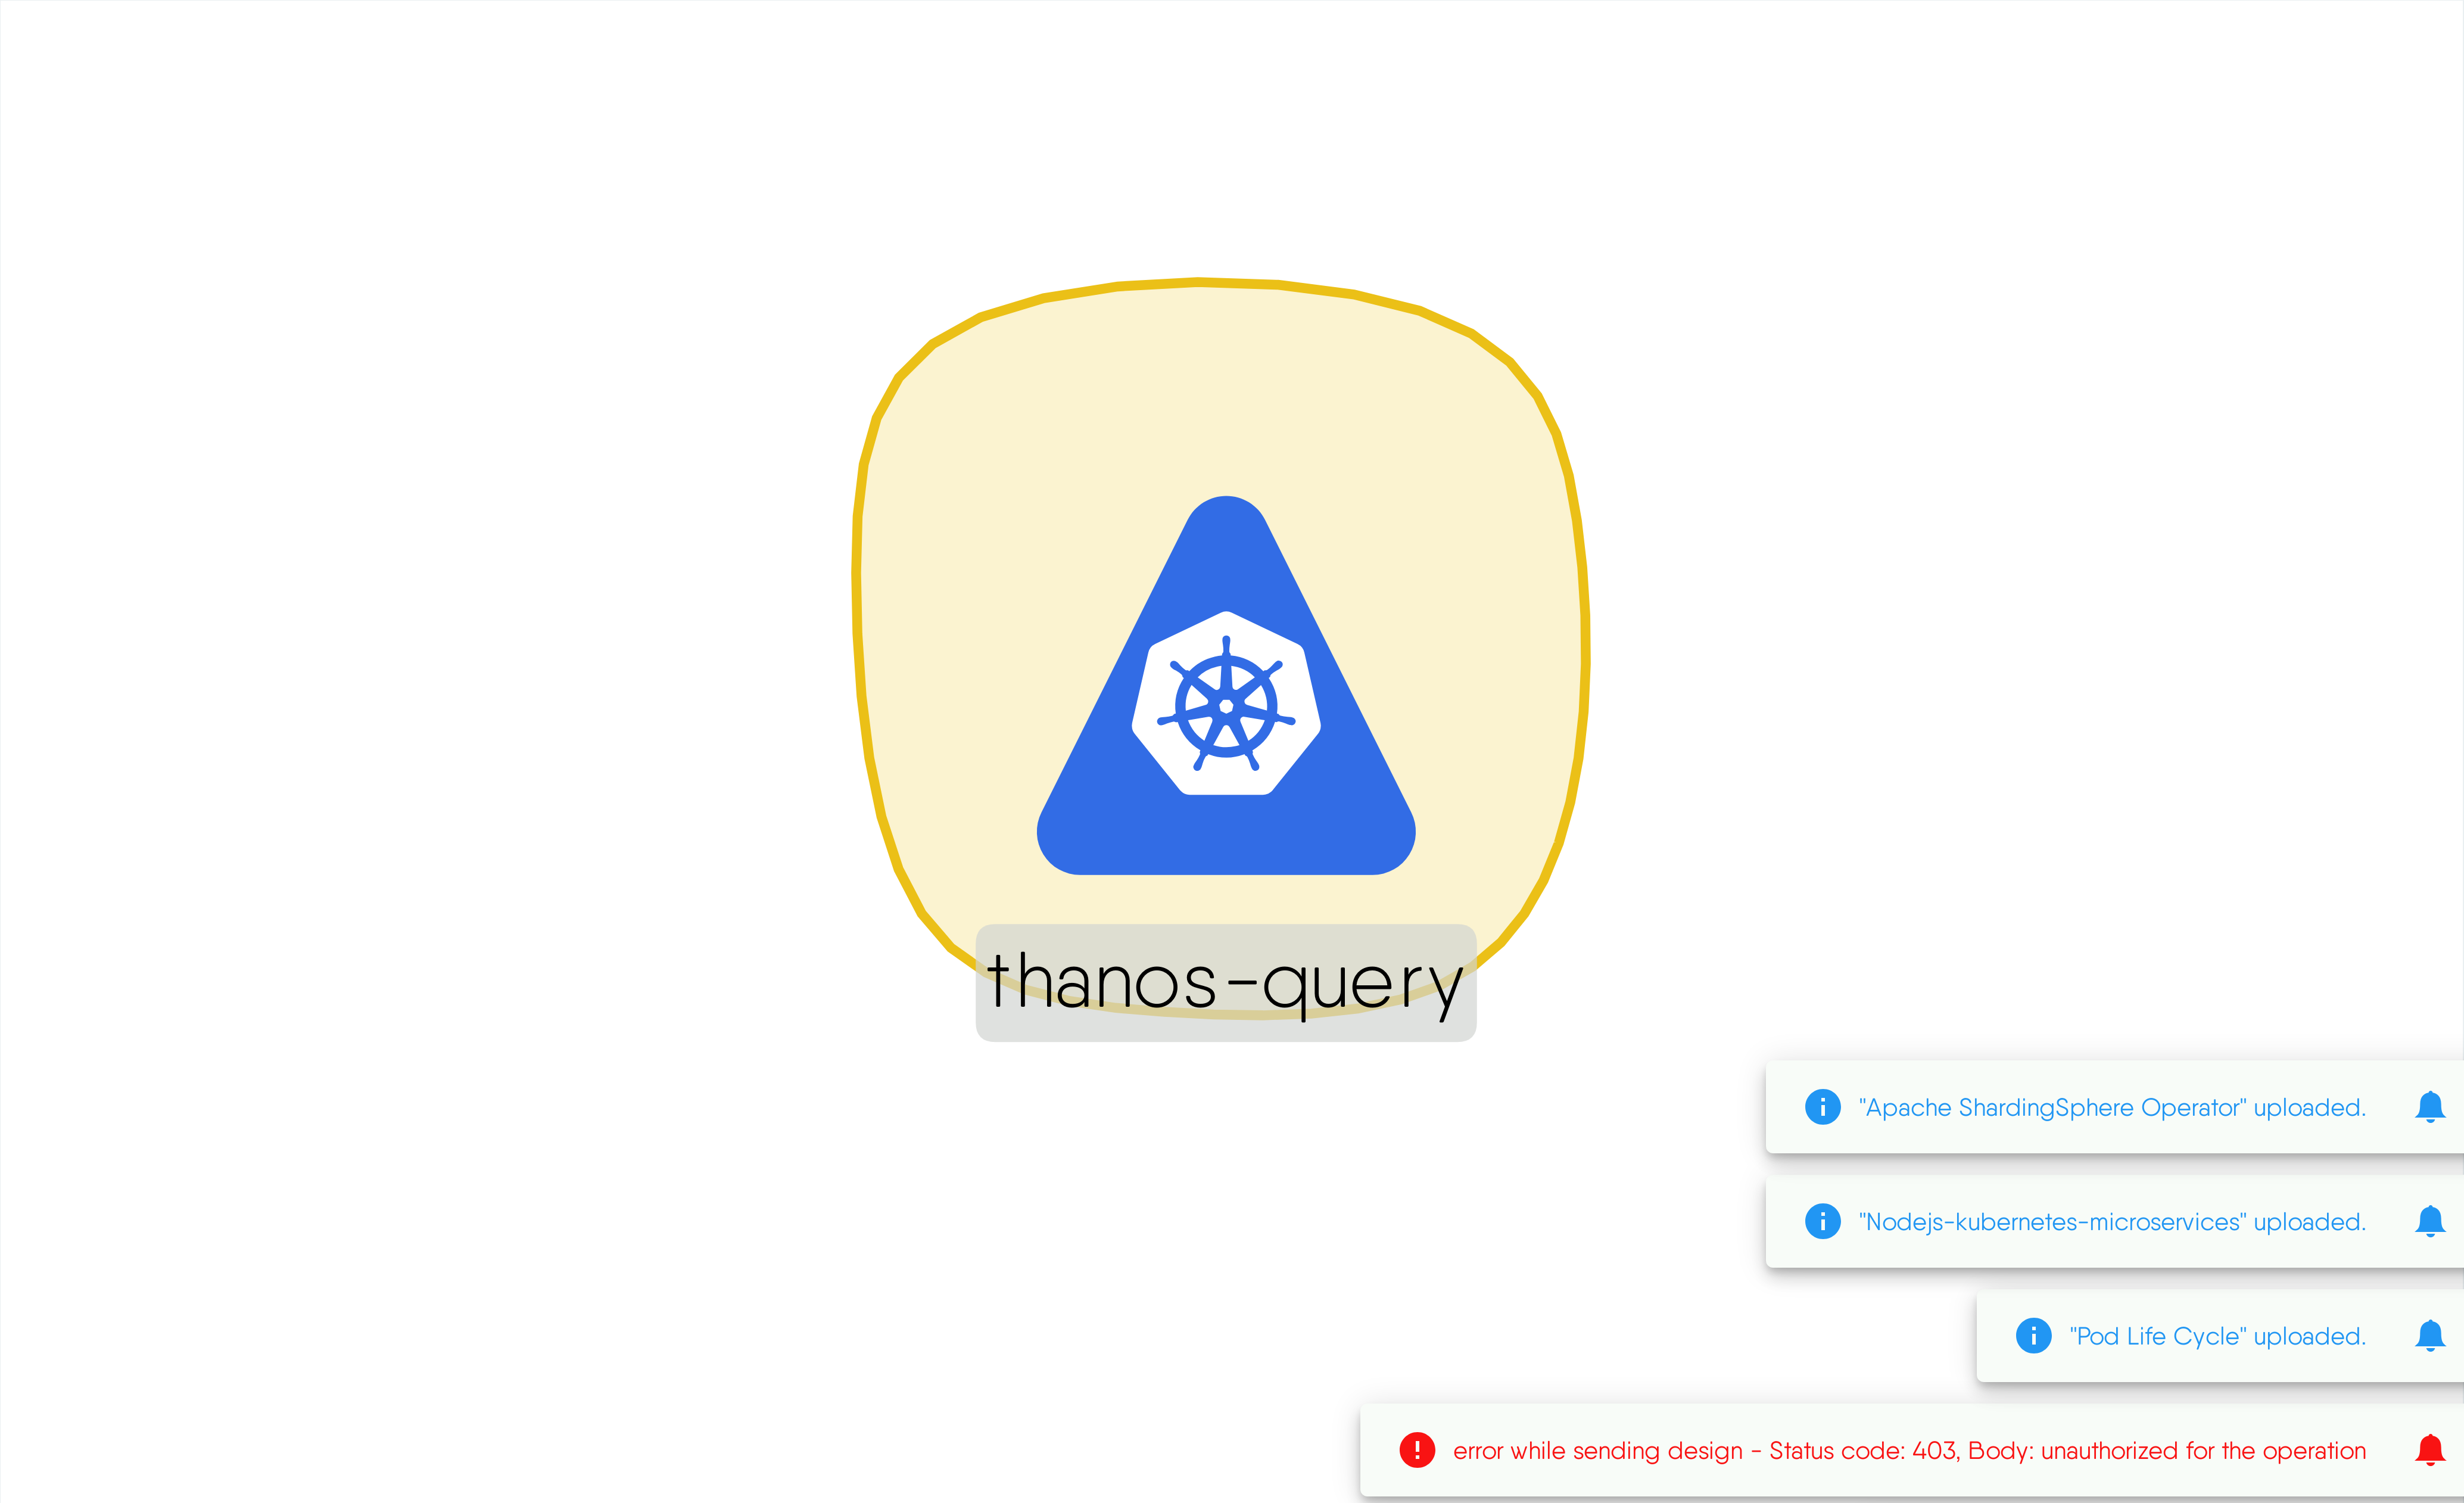 thanos-query
"Apache ShardingSphere Operator" uploaded.
"Nodejs-kubernetes-microservices" uploaded.
"Pod Life Cycle" uploaded.
error while sending design - Status code: 403, Body: unauthorized for the operation